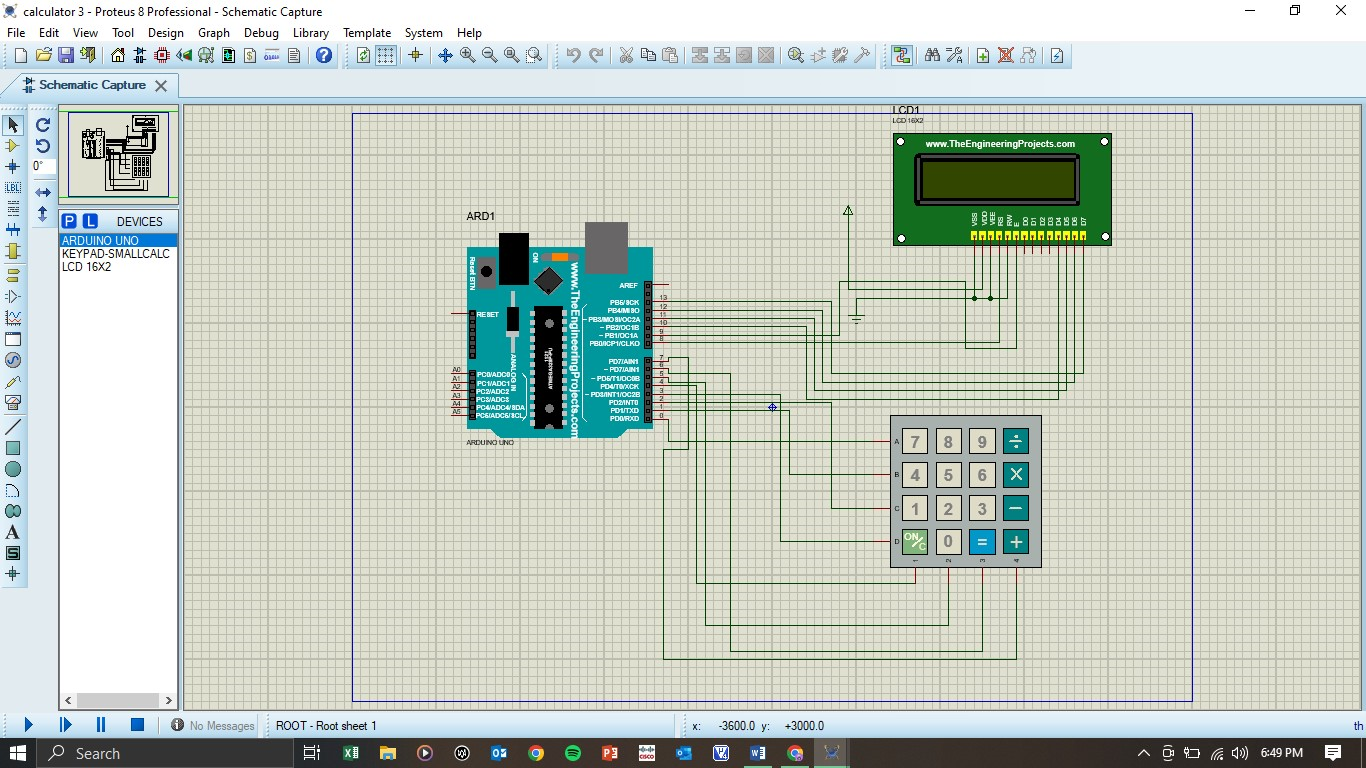 calculator 3 - Proteus 8 Professional - Schematic Capture
File Edit View Tool Design Graph Debug Library Template System Help
Schematic Capture
0°
LBL
P L DEVICES
ARDUINO UNO
KEYPAD-SMALLCALC
LCD 16X2
A
S
LCD1
LCD 16X2
www.TheEngineeringProjects.com
VSS VDD VEE RS RW E D0 D1 D2 D3 D4 D5 D6 D7
ARD1
Reset BTN
ON
www.TheEngineeringProjects.com
ANALOG IN
RESET
AREF
13 PB5/SCK
12 PB4/MISO
11 PB3/MOSI/OC2A
10 ~ PB2/OC1B
9 ~ PB1/OC1A
8 PB0/ICP1/CLKO
7 PD7/AIN1
6 ~ PD7/AIN1
5 ~ PD5/T1/OC0B
4 PD4/T0/XCK
3 ~ PD3/INT1/OC2B
2 PD2/INT0
1 PD1/TXD
0 PD0/RXD
A0 PC0/ADC0
A1 PC1/ADC1
A2 PC2/ADC2
A3 PC3/ADC3
A4 PC4/ADC4/SDA
A5 PC5/ADC5/SCL
ARDUINO UNO
A 7 8 9 ÷
B 4 5 6 X
C 1 2 3 −
D ON/C 0 = +
1 2 3 4
No Messages
ROOT - Root sheet 1
x: -3600.0 y: +3000.0
th
Search
6:49 PM